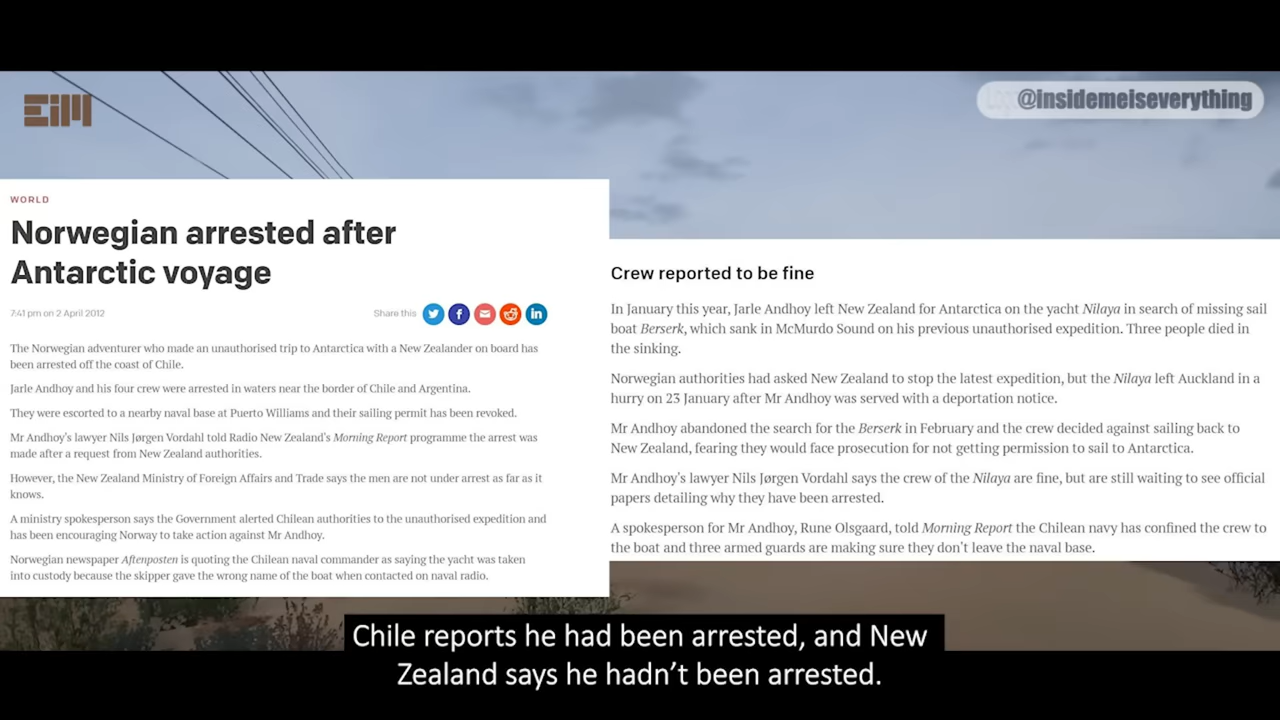 EiM
@insidemeiseverything
WORLD
Norwegian arrested after
Antarctic voyage
7:41 pm on 2 April 2012
Share this
The Norwegian adventurer who made an unauthorised trip to Antarctica with a New Zealander on board has
been arrested off the coast of Chile.
Jarle Andhoy and his four crew were arrested in waters near the border of Chile and Argentina.
They were escorted to a nearby naval base at Puerto Williams and their sailing permit has been revoked.
Mr Andhoy's lawyer Nils Jørgen Vordahl told Radio New Zealand's Morning Report programme the arrest was
made after a request from New Zealand authorities.
However, the New Zealand Ministry of Foreign Affairs and Trade says the men are not under arrest as far as it
knows.
A ministry spokesperson says the Government alerted Chilean authorities to the unauthorised expedition and
has been encouraging Norway to take action against Mr Andhoy.
Norwegian newspaper Aftenposten is quoting the Chilean naval commander as saying the yacht was taken
into custody because the skipper gave the wrong name of the boat when contacted on naval radio.
Crew reported to be fine
In January this year, Jarle Andhoy left New Zealand for Antarctica on the yacht Nilaya in search of missing sail
boat Berserk, which sank in McMurdo Sound on his previous unauthorised expedition. Three people died in
the sinking.
Norwegian authorities had asked New Zealand to stop the latest expedition, but the Nilaya left Auckland in a
hurry on 23 January after Mr Andhoy was served with a deportation notice.
Mr Andhoy abandoned the search for the Berserk in February and the crew decided against sailing back to
New Zealand, fearing they would face prosecution for not getting permission to sail to Antarctica.
Mr Andhoy's lawyer Nils Jørgen Vordahl says the crew of the Nilaya are fine, but are still waiting to see official
papers detailing why they have been arrested.
A spokesperson for Mr Andhoy, Rune Olsgaard, told Morning Report the Chilean navy has confined the crew to
the boat and three armed guards are making sure they don't leave the naval base.
Chile reports he had been arrested, and New
Zealand says he hadn't been arrested.